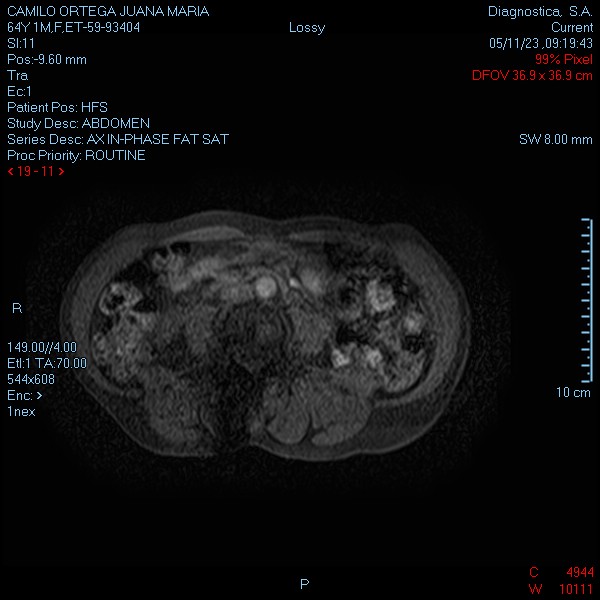 CAMILO ORTEGA JUANA MARIA
64Y 1M,F,ET-59-93404
Sl:11
Pos:-9.60 mm
Tra
Ec:1
Patient Pos: HFS
Study Desc: ABDOMEN
Series Desc: AX IN-PHASE FAT SAT
Proc Priority: ROUTINE
< 19 - 11 >
Lossy
Diagnostica, S.A.
Current
05/11/23 ,09:19:43
99% Pixel
DFOV 36.9 x 36.9 cm
SW 8.00 mm
R
149.00//4.00
Etl:1 TA:70.00
544x608
Enc: >
1nex
10 cm
P
C 4944
W 10111